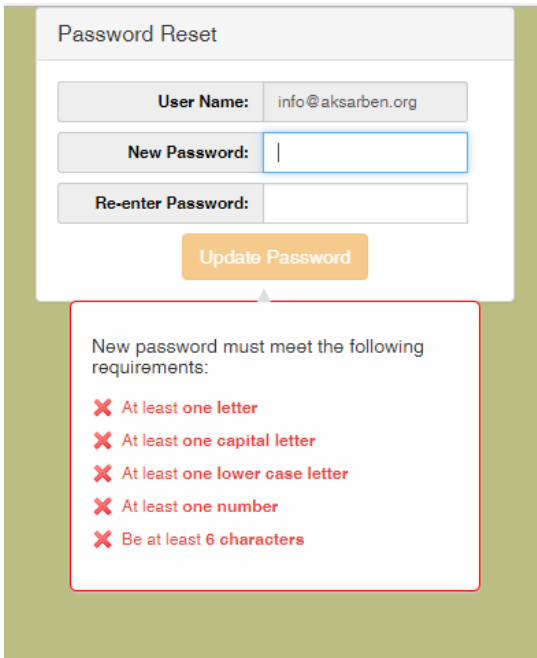 Password Reset
User Name: info@aksarben.org
New Password:
Re-enter Password:
Update Password
New password must meet the following
requirements:
At least one letter
At least one capital letter
At least one lower case letter
At least one number
Be at least 6 characters